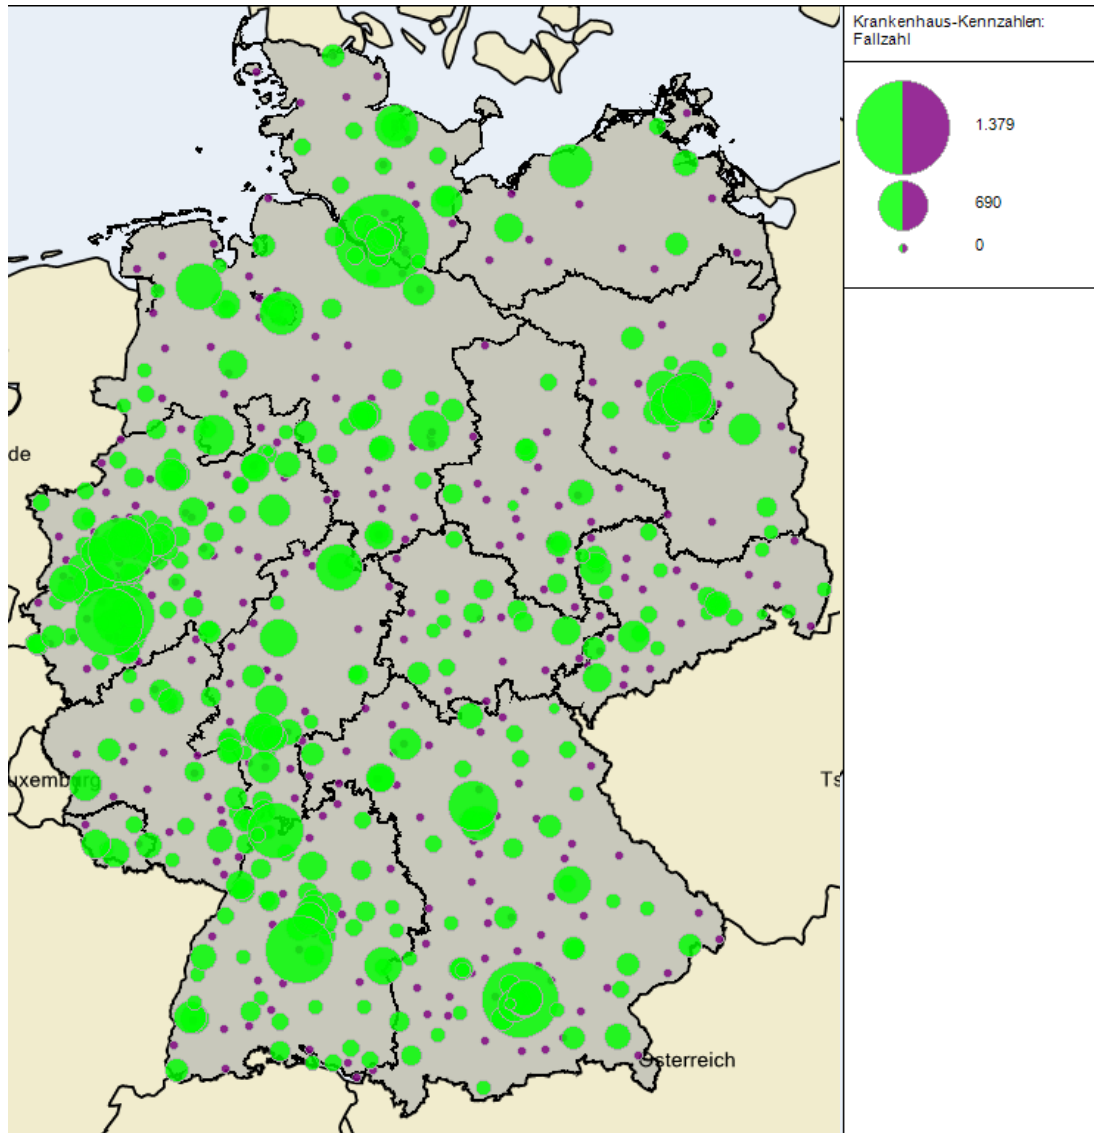 Krankenhaus-Kennzahlen:
Fallzahl
1.379
690
0
de
uxemburg
Ts
Österreich